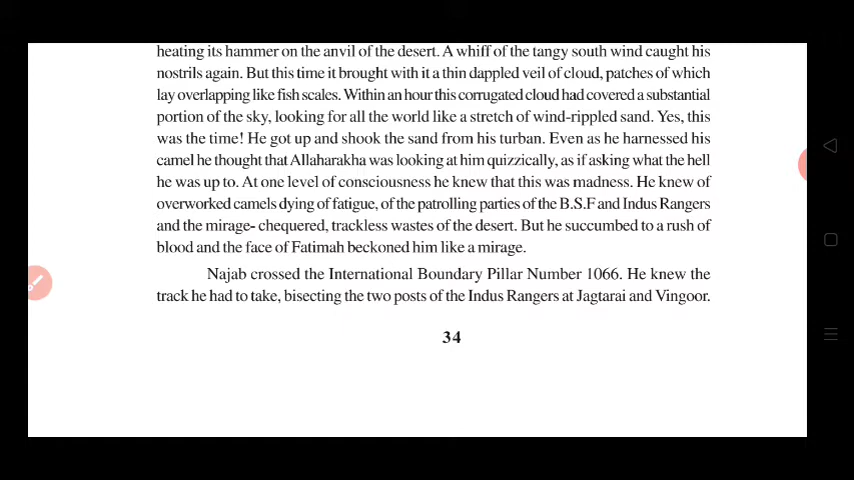 heating its hammer on the anvil of the desert. A whiff of the tangy south wind caught his
nostrils again. But this time it brought with it a thin dappled veil of cloud, patches of which
lay overlapping like fish scales. Within an hour this corrugated cloud had covered a substantial
portion of the sky, looking for all the world like a stretch of wind-rippled sand. Yes, this
was the time! He got up and shook the sand from his turban. Even as he harnessed his
camel he thought that Allaharakha was looking at him quizzically, as if asking what the hell
he was up to. At one level of consciousness he knew that this was madness. He knew of
overworked camels dying of fatigue, of the patrolling parties of the B.S.F and Indus Rangers
and the mirage- chequered, trackless wastes of the desert. But he succumbed to a rush of
blood and the face of Fatimah beckoned him like a mirage.
Najab crossed the International Boundary Pillar Number 1066. He knew the
track he had to take, bisecting the two posts of the Indus Rangers at Jagtarai and Vingoor.
34